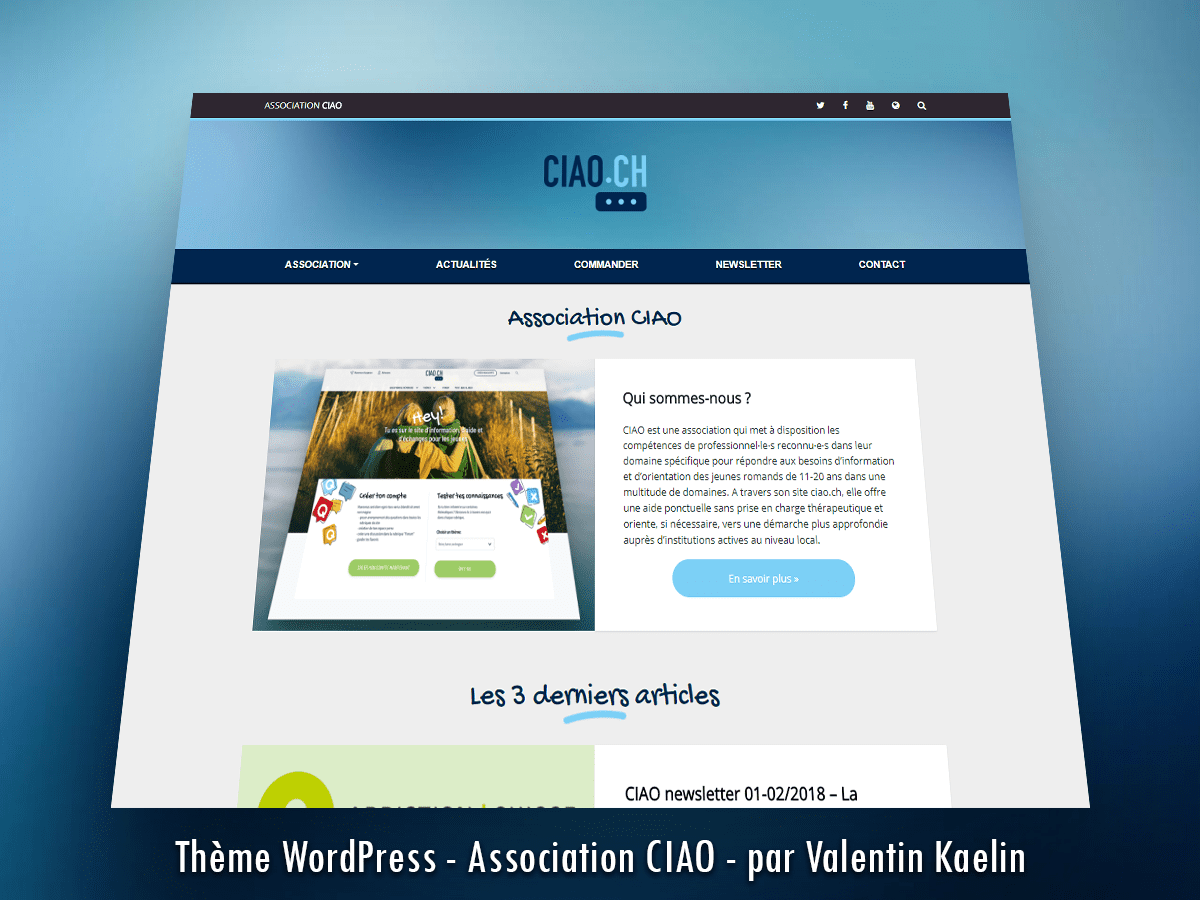 ASSOCIATION CIAO
CIAO.CH
ASSOCIATION
ACTUALITÉS
COMMANDER
NEWSLETTER
CONTACT
Association CIAO
CIAO.CH
Hey!
Tu es sur le site d'information, d'aide et
d'échanges pour les jeunes
Créer ton compte
Tester tes connaissances
Qui sommes-nous ?
CIAO est une association qui met à disposition les
compétences de professionnel·le·s reconnu·e·s dans leur
domaine spécifique pour répondre aux besoins d'information
et d'orientation des jeunes romands de 11-20 ans dans une
multitude de domaines. A travers son site ciao.ch, elle offre
une aide ponctuelle sans prise en charge thérapeutique et
oriente, si nécessaire, vers une démarche plus approfondie
auprès d'institutions actives au niveau local.
En savoir plus »
Les 3 derniers articles
CIAO newsletter 01-02/2018 – La
Thème WordPress - Association CIAO - par Valentin Kaelin